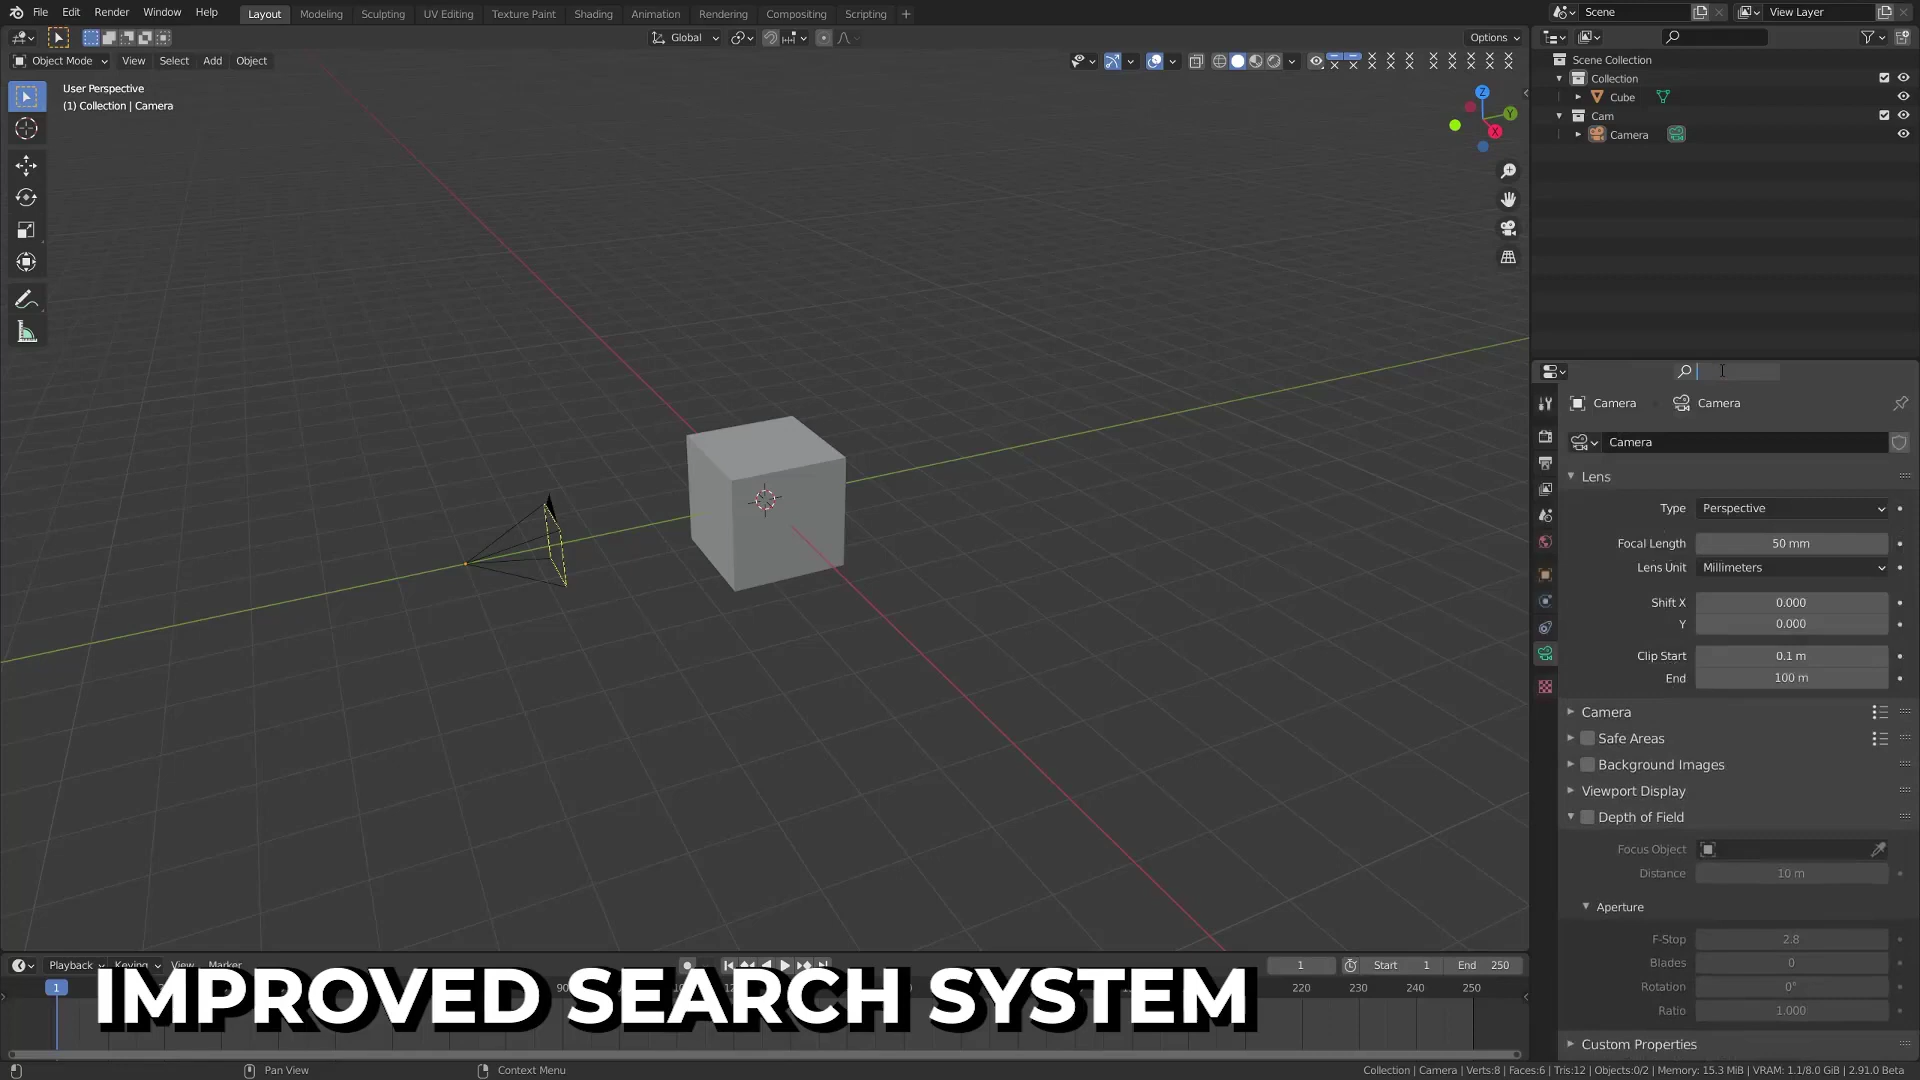 File Edit Render Window Help Layout Modeling Sculpting UV Editing Texture Paint Shading Animation Rendering Compositing Scripting + Scene View Layer
Global Options
Object Mode View Select Add Object
User Perspective
(1) Collection | Camera
Z
Y
X
Scene Collection
Collection
Cube
Cam
Camera
Camera Camera
Camera
Lens
Type Perspective
Focal Length 50 mm
Lens Unit Millimeters
Shift X 0.000
Y 0.000
Clip Start 0.1 m
End 100 m
Camera
Safe Areas
Background Images
Viewport Display
Depth of Field
Focus Object
Distance 10 m
Aperture
F-Stop 2.8
Blades 0
Rotation 0°
Ratio 1.000
Custom Properties
Playback Keying View Marker 1 Start 1 End 250
1 220 230 240 250
IMPROVED SEARCH SYSTEM
Pan View Context Menu Collection | Camera | Verts:8 | Faces:6 | Tris:12 | Objects:0/2 | Memory: 15.3 MiB | VRAM: 1.1/8.0 GiB | 2.91.0 Beta